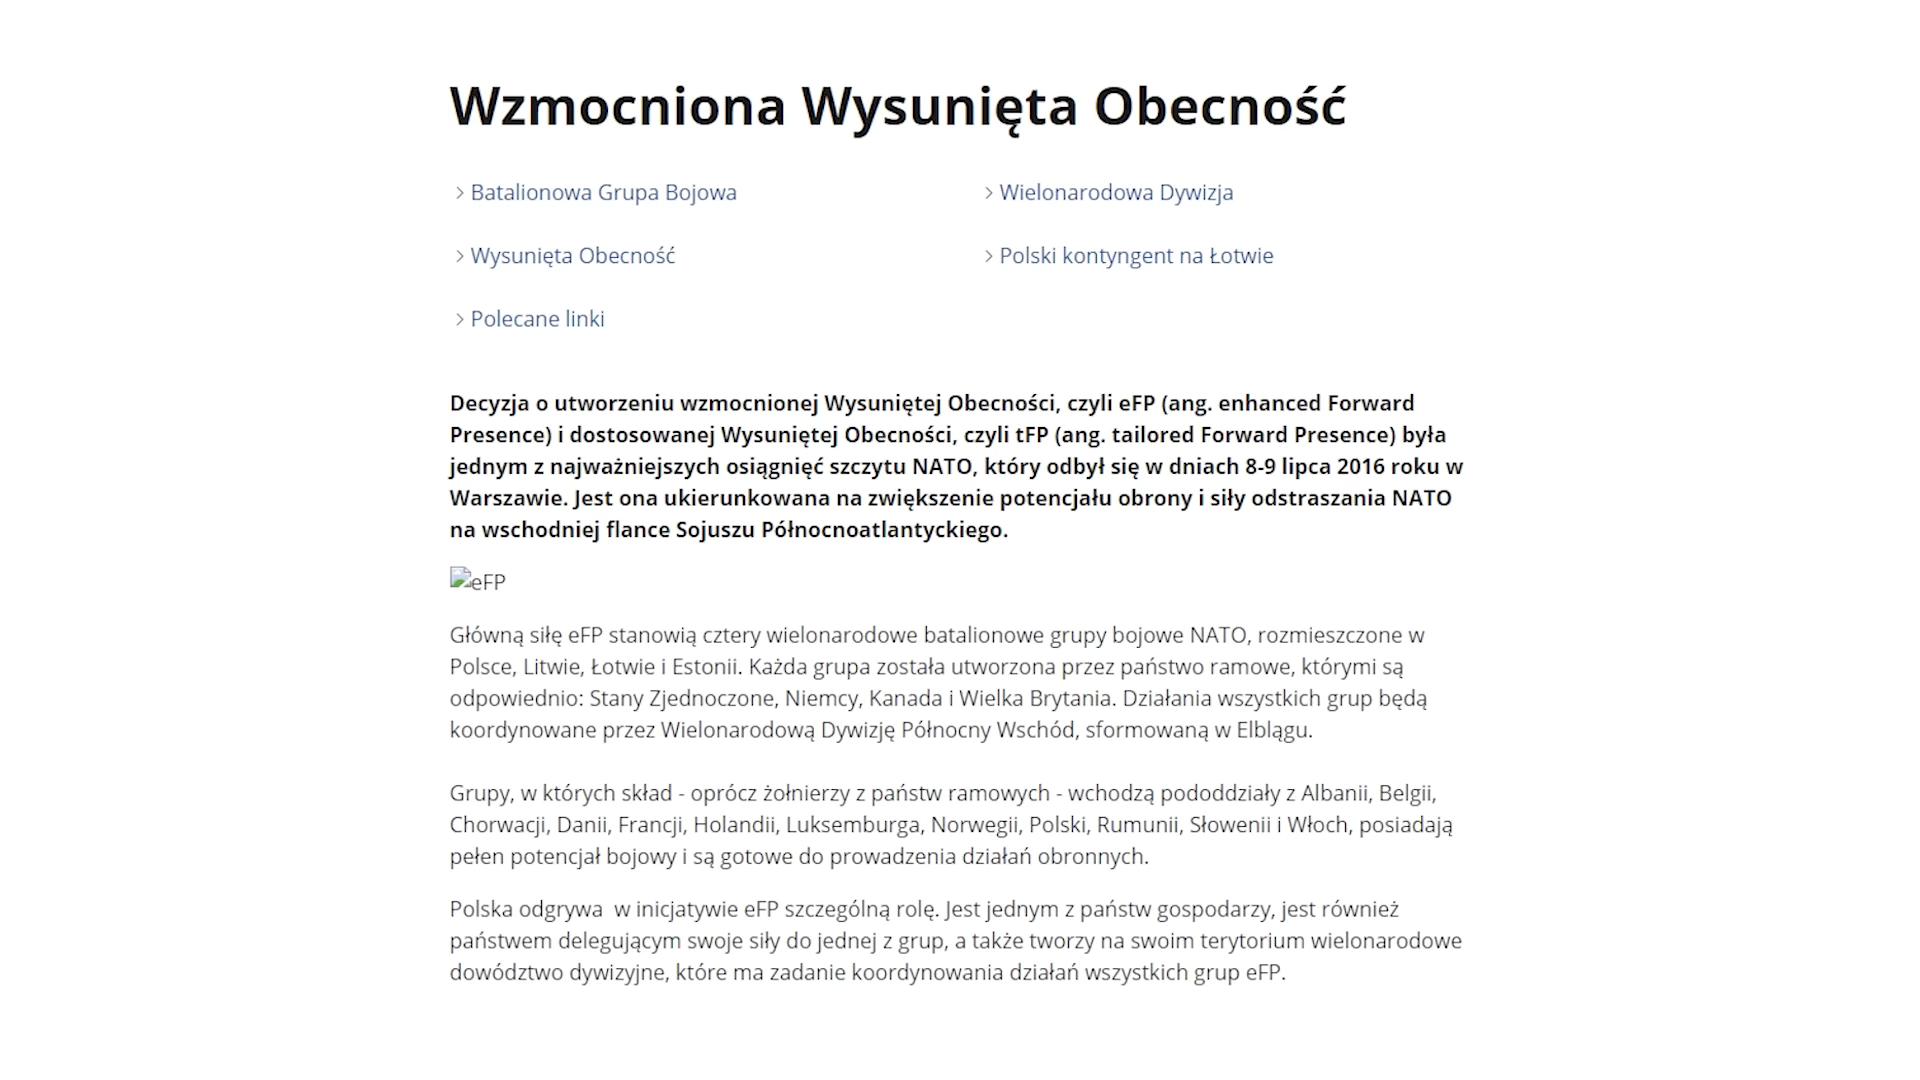 Wzmocniona Wysunięta Obecność
Batalionowa Grupa Bojowa
Wielonarodowa Dywizja
Wysunięta Obecność
Polski kontyngent na Łotwie
Polecane linki
Decyzja o utworzeniu wzmocnionej Wysuniętej Obecności, czyli eFP (ang. enhanced Forward
Presence) i dostosowanej Wysuniętej Obecności, czyli tFP (ang. tailored Forward Presence) była
jednym z najważniejszych osiągnięć szczytu NATO, który odbył się w dniach 8-9 lipca 2016 roku w
Warszawie. Jest ona ukierunkowana na zwiększenie potencjału obrony i siły odstraszania NATO
na wschodniej flance Sojuszu Północnoatlantyckiego.
eFP
Główną siłę eFP stanowią cztery wielonarodowe batalionowe grupy bojowe NATO, rozmieszczone w
Polsce, Litwie, Łotwie i Estonii. Każda grupa została utworzona przez państwo ramowe, którymi są
odpowiednio: Stany Zjednoczone, Niemcy, Kanada i Wielka Brytania. Działania wszystkich grup będą
koordynowane przez Wielonarodową Dywizję Północny Wschód, sformowaną w Elblągu.
Grupy, w których skład - oprócz żołnierzy z państw ramowych - wchodzą pododdziały z Albanii, Belgii,
Chorwacji, Danii, Francji, Holandii, Luksemburga, Norwegii, Polski, Rumunii, Słowenii i Włoch, posiadają
pełen potencjał bojowy i są gotowe do prowadzenia działań obronnych.
Polska odgrywa  w inicjatywie eFP szczególną rolę. Jest jednym z państw gospodarzy, jest również
państwem delegującym swoje siły do jednej z grup, a także tworzy na swoim terytorium wielonarodowe
dowództwo dywizyjne, które ma zadanie koordynowania działań wszystkich grup eFP.